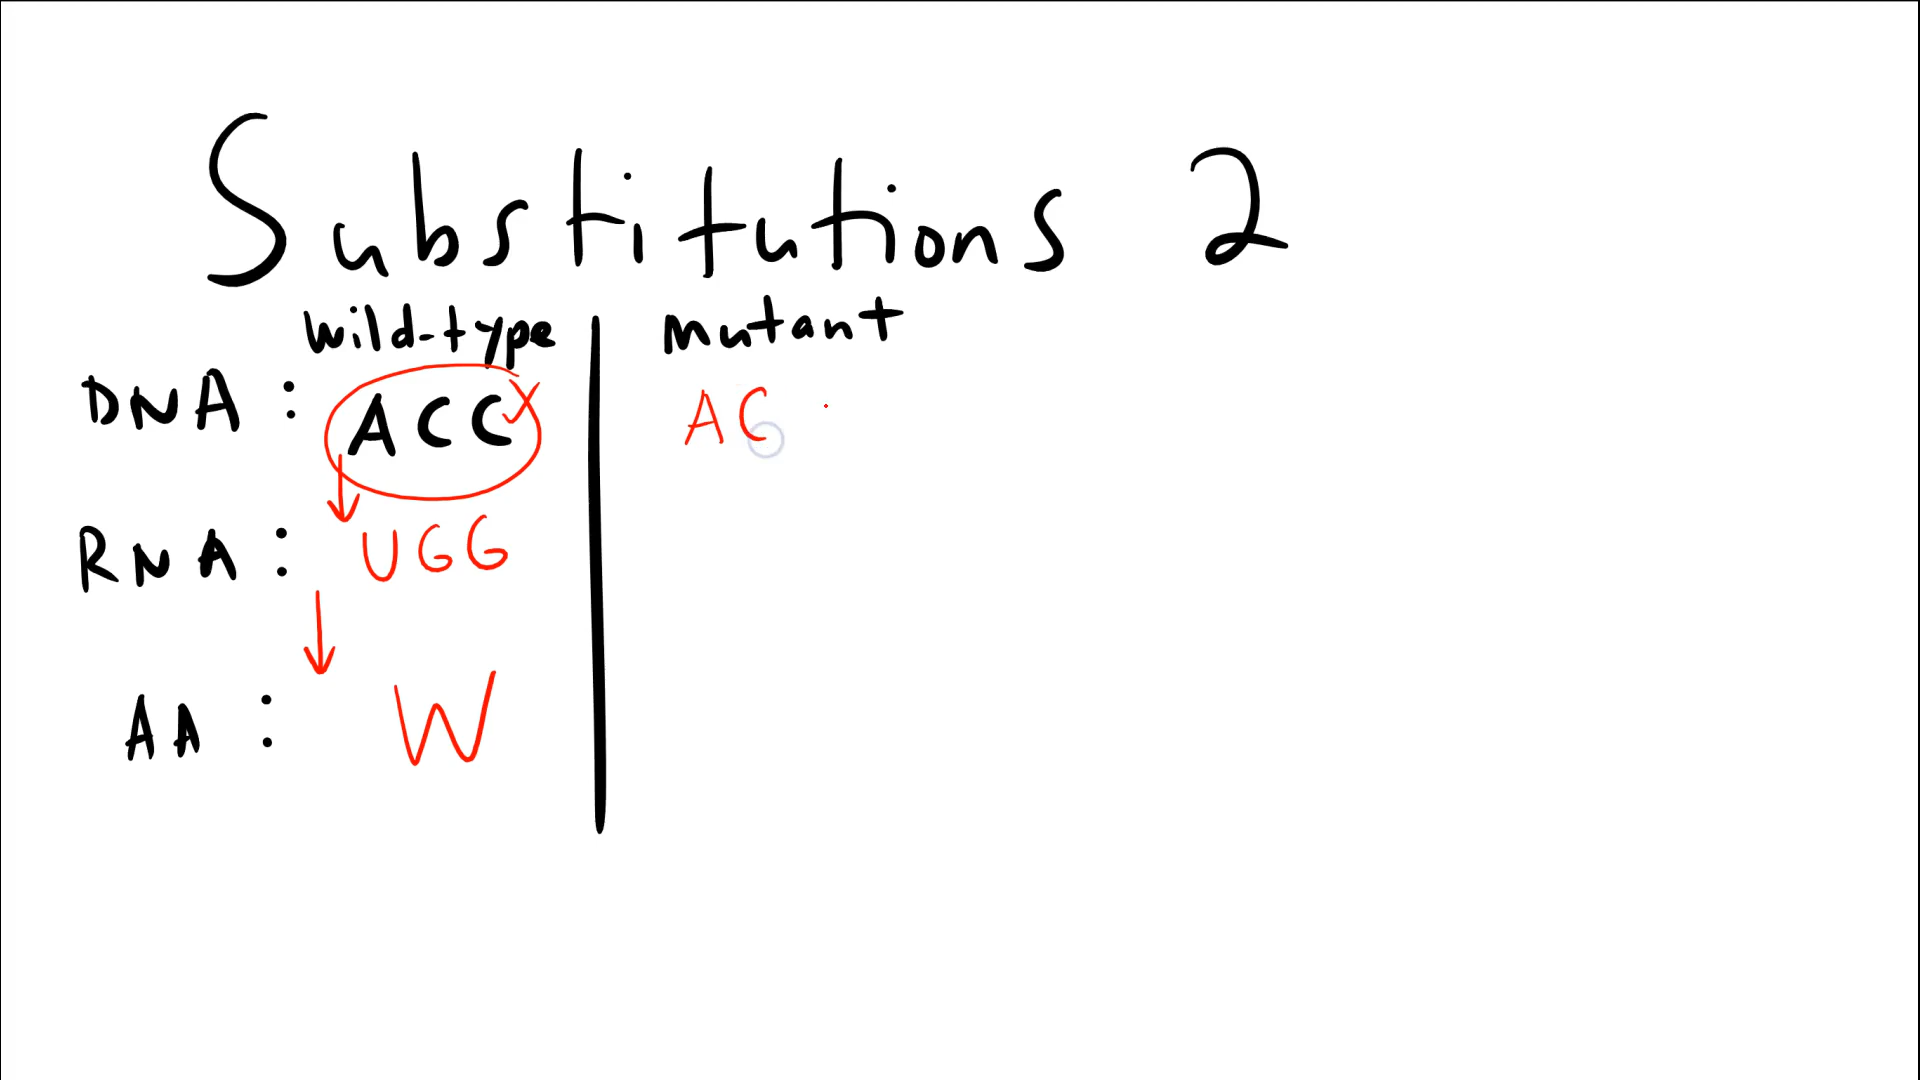 Substitutions 2
wild-type mutant
DNA: ACC AC
RNA: UGG
AA: W